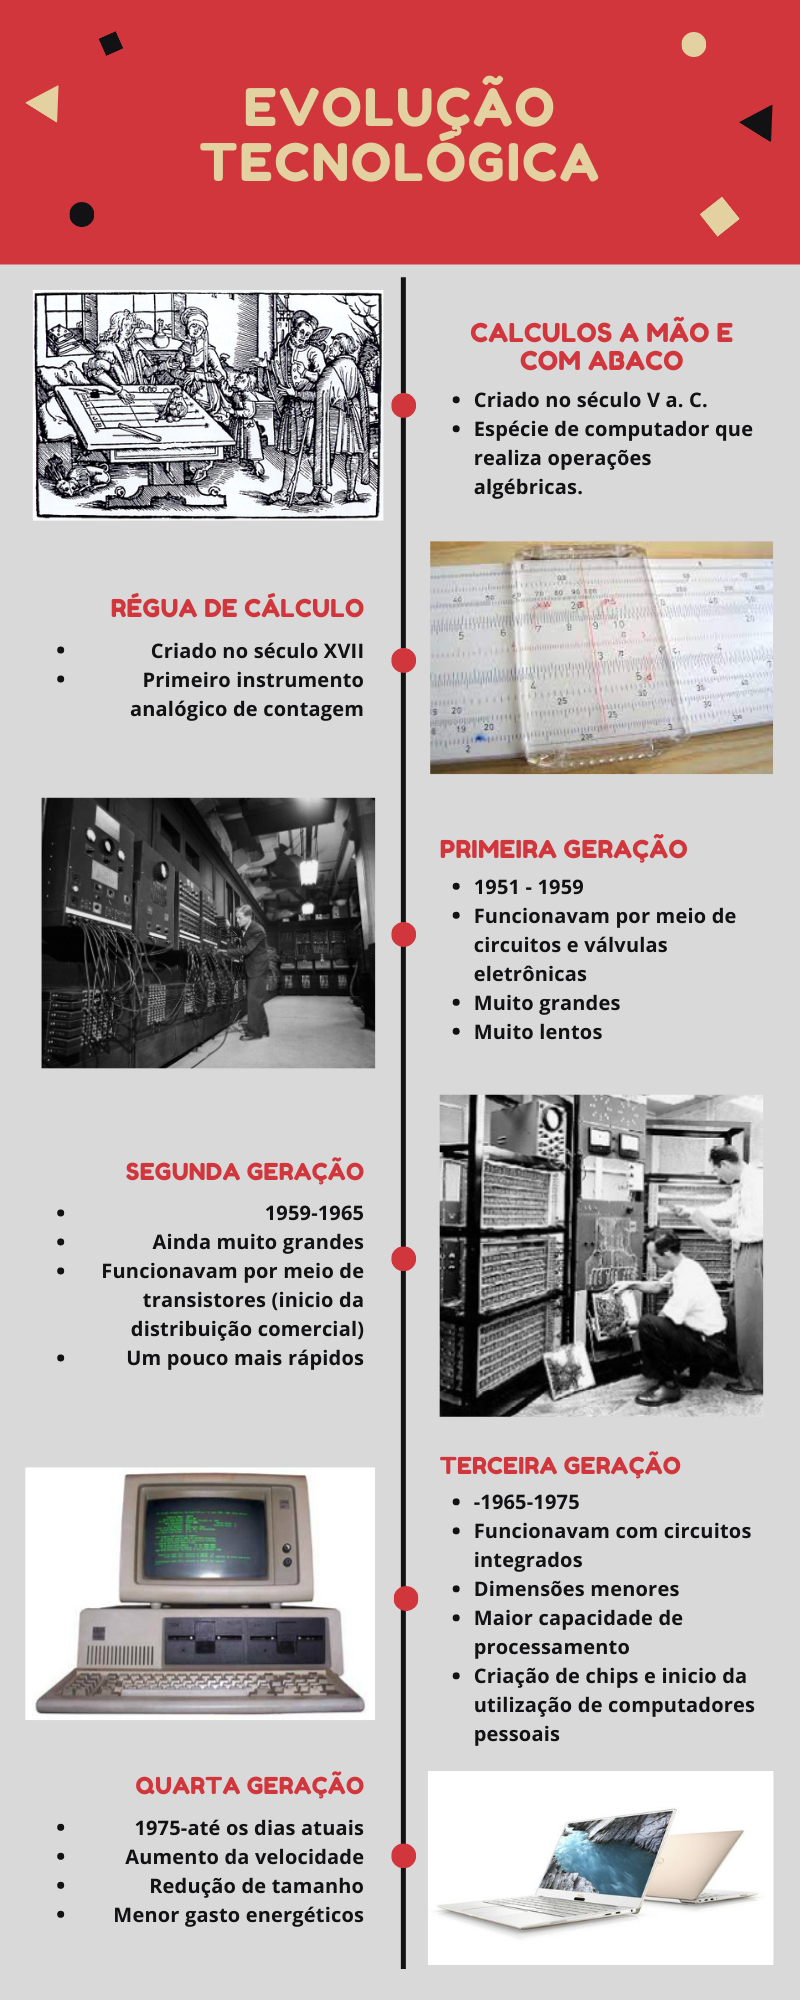 EVOLUÇÃO
TECNOLÓGICA
CALCULOS A MÃO E
COM ABACO
• Criado no século V a. C.
• Espécie de computador que
realiza operações
algébricas.
RÉGUA DE CÁLCULO
• Criado no século XVII
• Primeiro instrumento
analógico de contagem
PRIMEIRA GERAÇÃO
• 1951 - 1959
• Funcionavam por meio de
circuitos e válvulas
eletrônicas
• Muito grandes
• Muito lentos
SEGUNDA GERAÇÃO
• 1959-1965
• Ainda muito grandes
• Funcionavam por meio de
transistores (inicio da
distribuição comercial)
• Um pouco mais rápidos
TERCEIRA GERAÇÃO
• -1965-1975
• Funcionavam com circuitos
integrados
• Dimensões menores
• Maior capacidade de
processamento
• Criação de chips e inicio da
utilização de computadores
pessoais
QUARTA GERAÇÃO
• 1975-até os dias atuais
• Aumento da velocidade
• Redução de tamanho
• Menor gasto energéticos